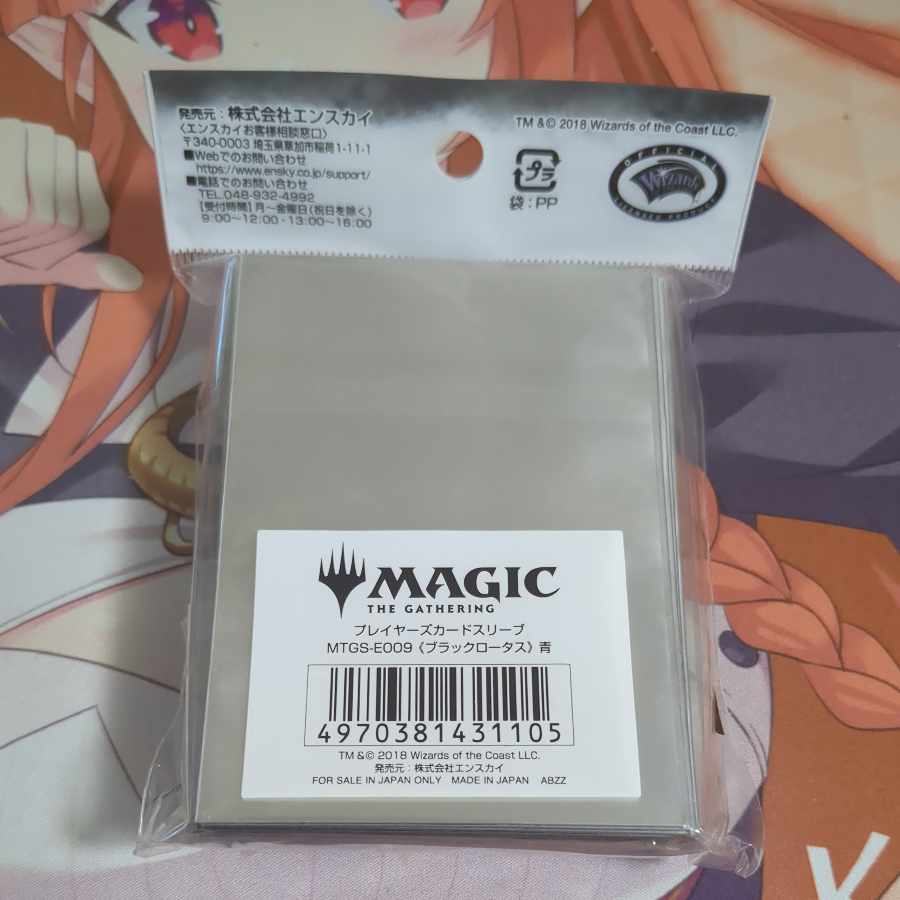 発売元：株式会社エンスカイ
〈エンスカイお客様相談窓口〉
〒340-0003 埼玉県草加市稲荷1-11-1
■Webでのお問い合わせ
https://www.ensky.co.jp/support/
■電話でのお問い合わせ
TEL.048-932-4992
【受付時間】月～金曜日(祝日を除く)
9:00～12:00・13:00～16:00
TM & © 2018 Wizards of the Coast LLC.
プラ
袋：PP
OFFICIAL
Wizards
LICENSED PRODUCT
MAGIC
THE GATHERING
プレイヤーズカードスリーブ
MTGS-E009《ブラックロータス》青
4970381431105
TM & © 2018 Wizards of the Coast LLC.
発売元：株式会社エンスカイ
FOR SALE IN JAPAN ONLY MADE IN JAPAN ABZZ